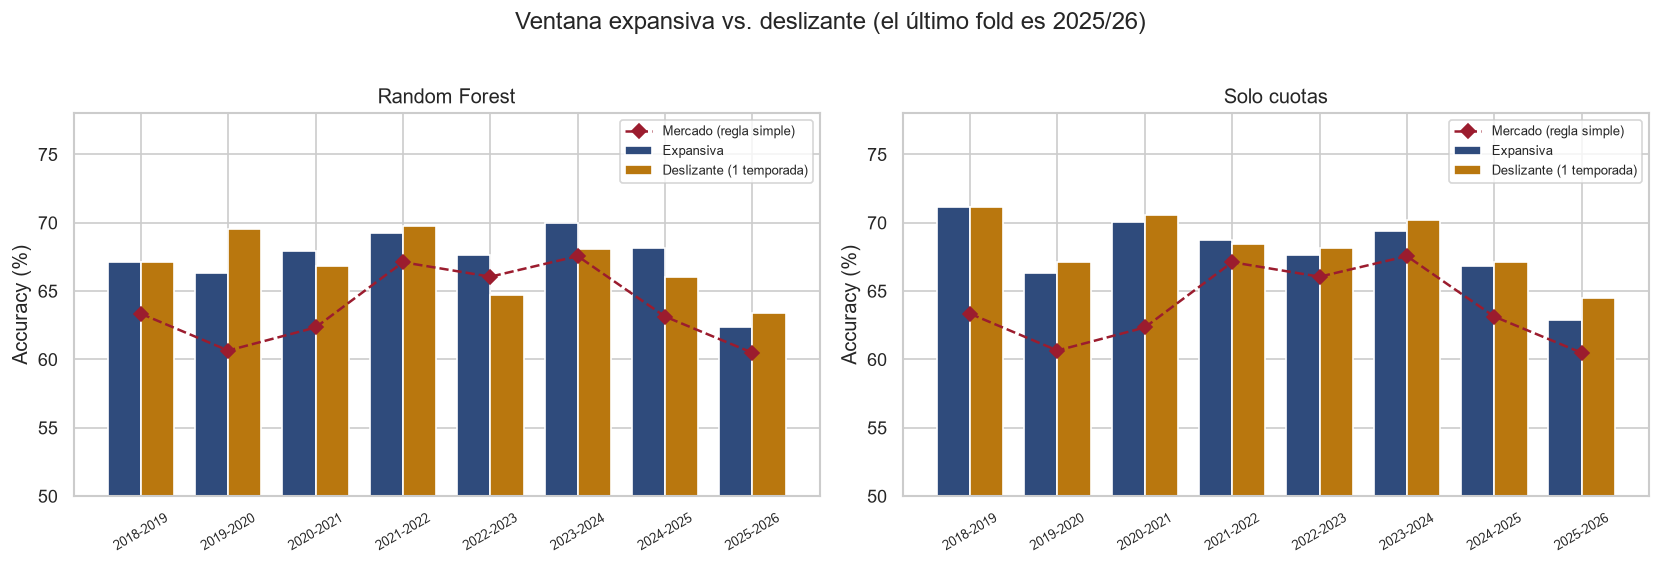 Ventana expansiva vs. deslizante (el último fold es 2025/26)
Random Forest
Mercado (regla simple)
Expansiva
Deslizante (1 temporada)
Accuracy (%)
75
70
65
60
55
50
2018-2019
2019-2020
2020-2021
2021-2022
2022-2023
2023-2024
2024-2025
2025-2026
Solo cuotas
Mercado (regla simple)
Expansiva
Deslizante (1 temporada)
Accuracy (%)
75
70
65
60
55
50
2018-2019
2019-2020
2020-2021
2021-2022
2022-2023
2023-2024
2024-2025
2025-2026